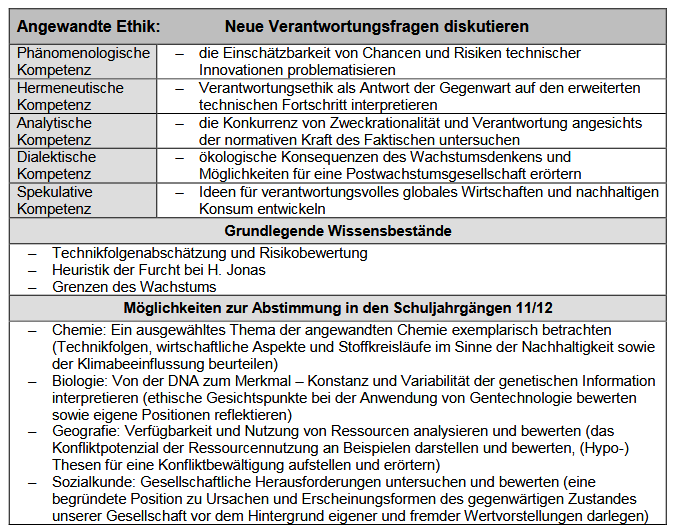 Angewandte Ethik: Neue Verantwortungsfragen diskutieren
Phänomenologische
Kompetenz
– die Einschätzbarkeit von Chancen und Risiken technischer
Innovationen problematisieren
Hermeneutische
Kompetenz
– Verantwortungsethik als Antwort der Gegenwart auf den erweiterten
technischen Fortschritt interpretieren
Analytische
Kompetenz
– die Konkurrenz von Zweckrationalität und Verantwortung angesichts
der normativen Kraft des Faktischen untersuchen
Dialektische
Kompetenz
– ökologische Konsequenzen des Wachstumsdenkens und
Möglichkeiten für eine Postwachstumsgesellschaft erörtern
Spekulative
Kompetenz
– Ideen für verantwortungsvolles globales Wirtschaften und nachhaltigen
Konsum entwickeln
Grundlegende Wissensbestände
– Technikfolgenabschätzung und Risikobewertung
– Heuristik der Furcht bei H. Jonas
– Grenzen des Wachstums
Möglichkeiten zur Abstimmung in den Schuljahrgängen 11/12
– Chemie: Ein ausgewähltes Thema der angewandten Chemie exemplarisch betrachten
(Technikfolgen, wirtschaftliche Aspekte und Stoffkreisläufe im Sinne der Nachhaltigkeit sowie
der Klimabeeinflussung beurteilen)
– Biologie: Von der DNA zum Merkmal – Konstanz und Variabilität der genetischen Information
interpretieren (ethische Gesichtspunkte bei der Anwendung von Gentechnologie bewerten
sowie eigene Positionen reflektieren)
– Geografie: Verfügbarkeit und Nutzung von Ressourcen analysieren und bewerten (das
Konfliktpotenzial der Ressourcennutzung an Beispielen darstellen und bewerten, (Hypo-)
Thesen für eine Konfliktbewältigung aufstellen und erörtern)
– Sozialkunde: Gesellschaftliche Herausforderungen untersuchen und bewerten (eine
begründete Position zu Ursachen und Erscheinungsformen des gegenwärtigen Zustandes
unserer Gesellschaft vor dem Hintergrund eigener und fremder Wertvorstellungen darlegen)